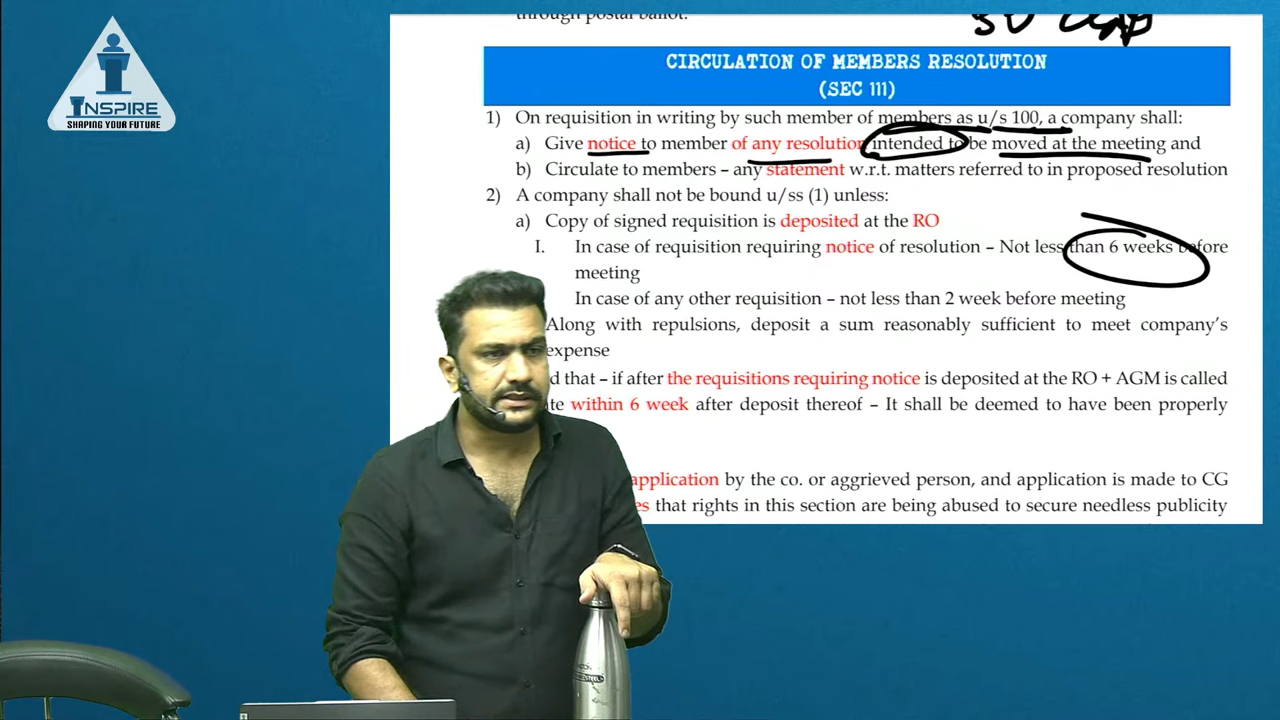 INSPIRE
SHAPING YOUR FUTURE
through postal ballot.
CIRCULATION OF MEMBERS RESOLUTION
(SEC 111)
1) On requisition in writing by such member of members as u/s 100, a company shall:
a) Give notice to member of any resolution intended to be moved at the meeting and
b) Circulate to members – any statement w.r.t. matters referred to in proposed resolution
2) A company shall not be bound u/ss (1) unless:
a) Copy of signed requisition is deposited at the RO
I. In case of requisition requiring notice of resolution – Not less than 6 weeks before
meeting
In case of any other requisition – not less than 2 week before meeting
Along with repulsions, deposit a sum reasonably sufficient to meet company's
expense
d that – if after the requisitions requiring notice is deposited at the RO + AGM is called
te within 6 week after deposit thereof – It shall be deemed to have been properly
application by the co. or aggrieved person, and application is made to CG
es that rights in this section are being abused to secure needless publicity